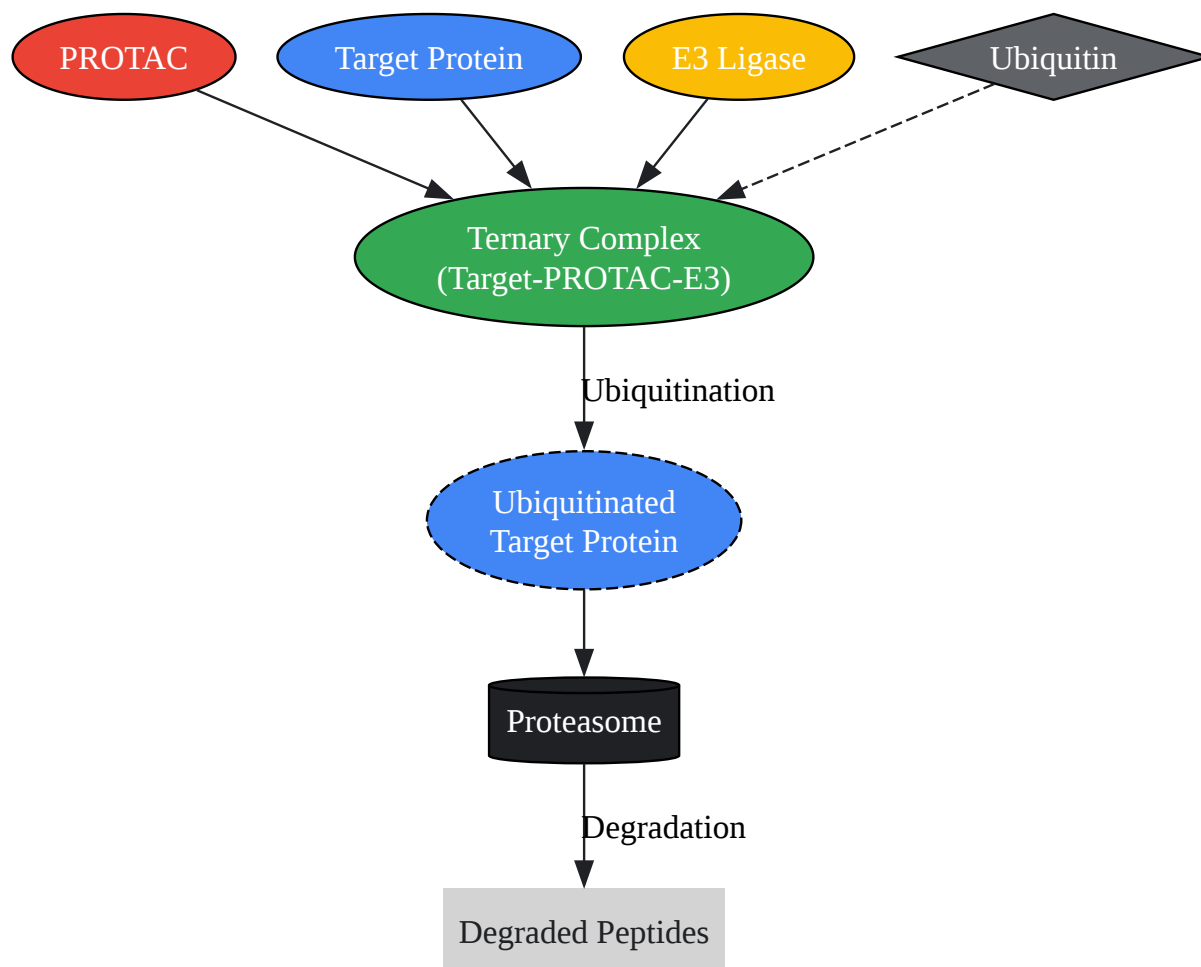 PROTAC
Target Protein
E3 Ligase
Ubiquitin
Ternary Complex
(Target-PROTAC-E3)
Ubiquitination
Ubiquitinated
Target Protein
Proteasome
Degradation
Degraded Peptides